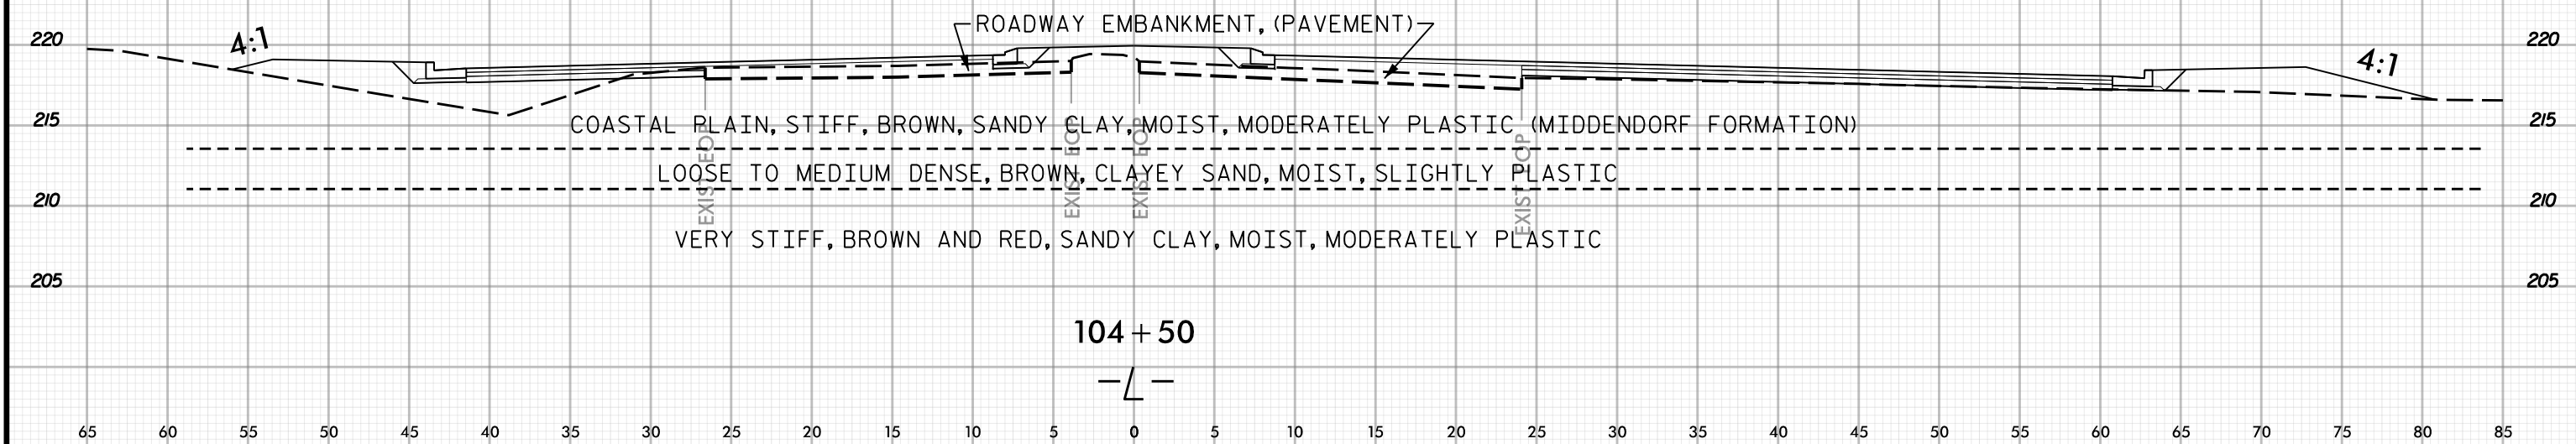 ROADWAY EMBANKMENT, (PAVEMENT)
4:1
4:1
220
220
215
COASTAL PLAIN, STIFF, BROWN, SANDY CLAY, MOIST, MODERATELY PLASTIC (MIDDENDORF FORMATION)
215
LOOSE TO MEDIUM DENSE, BROWN, CLAYEY SAND, MOIST, SLIGHTLY PLASTIC
EXIST EOP
EXIST EOP
EXIST EOP
EXIST EOP
210
210
VERY STIFF, BROWN AND RED, SANDY CLAY, MOIST, MODERATELY PLASTIC
205
205
104+50
-L-
65 60 55 50 45 40 35 30 25 20 15 10 5 0 5 10 15 20 25 30 35 40 45 50 55 60 65 70 75 80 85